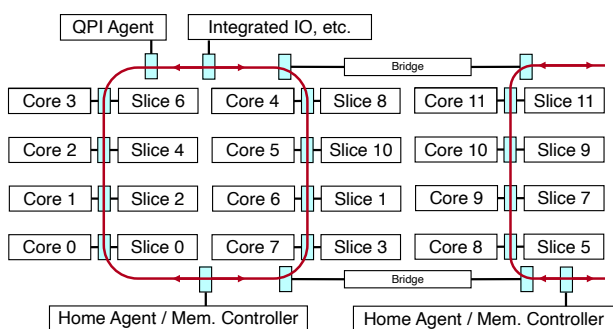 QPI Agent Integrated IO, etc.
Bridge
Core 3 Slice 6 Core 4 Slice 8 Core 11 Slice 11
Core 2 Slice 4 Core 5 Slice 10 Core 10 Slice 9
Core 1 Slice 2 Core 6 Slice 1 Core 9 Slice 7
Core 0 Slice 0 Core 7 Slice 3 Core 8 Slice 5
Bridge
Home Agent / Mem. Controller Home Agent / Mem. Controller